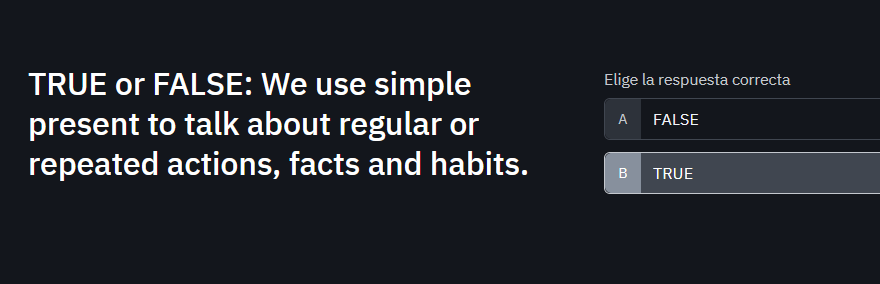 TRUE or FALSE: We use simple
present to talk about regular or
repeated actions, facts and habits.
Elige la respuesta correcta
A FALSE
B TRUE